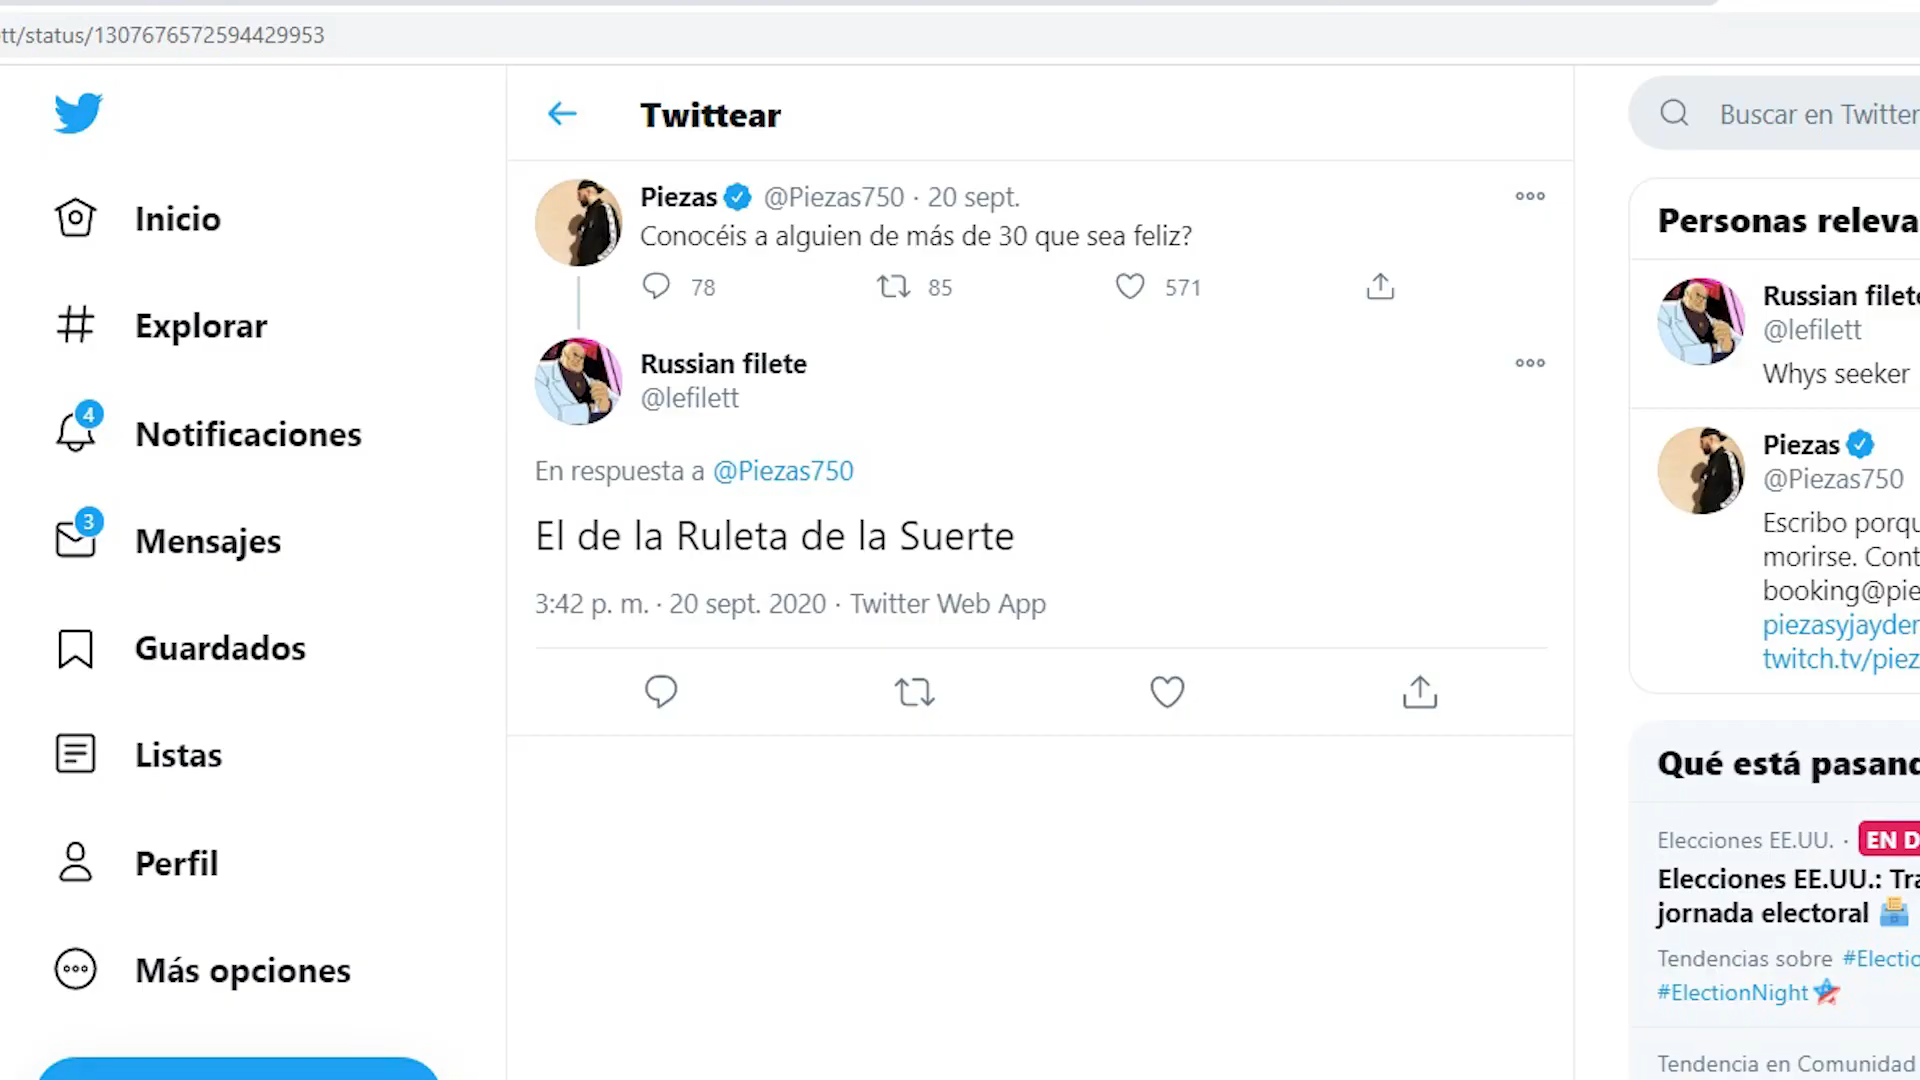 tt/status/1307676572594429953
Twittear
Buscar en Twitter
Inicio
Explorar
4
Notificaciones
3
Mensajes
Guardados
Listas
Perfil
Más opciones
Piezas @Piezas750 · 20 sept.
Conocéis a alguien de más de 30 que sea feliz?
78 85 571
Russian filete
@lefilett
En respuesta a @Piezas750
El de la Ruleta de la Suerte
3:42 p. m. · 20 sept. 2020 · Twitter Web App
Personas releva
Russian filete
@lefilett
Whys seeker
Piezas
@Piezas750
Escribo porqu
morirse. Cont
booking@pie
piezasyjayder
twitch.tv/piez
Qué está pasand
Elecciones EE.UU. · EN D
Elecciones EE.UU.: Tra
jornada electoral
Tendencias sobre #Electio
#ElectionNight
Tendencia en Comunidad